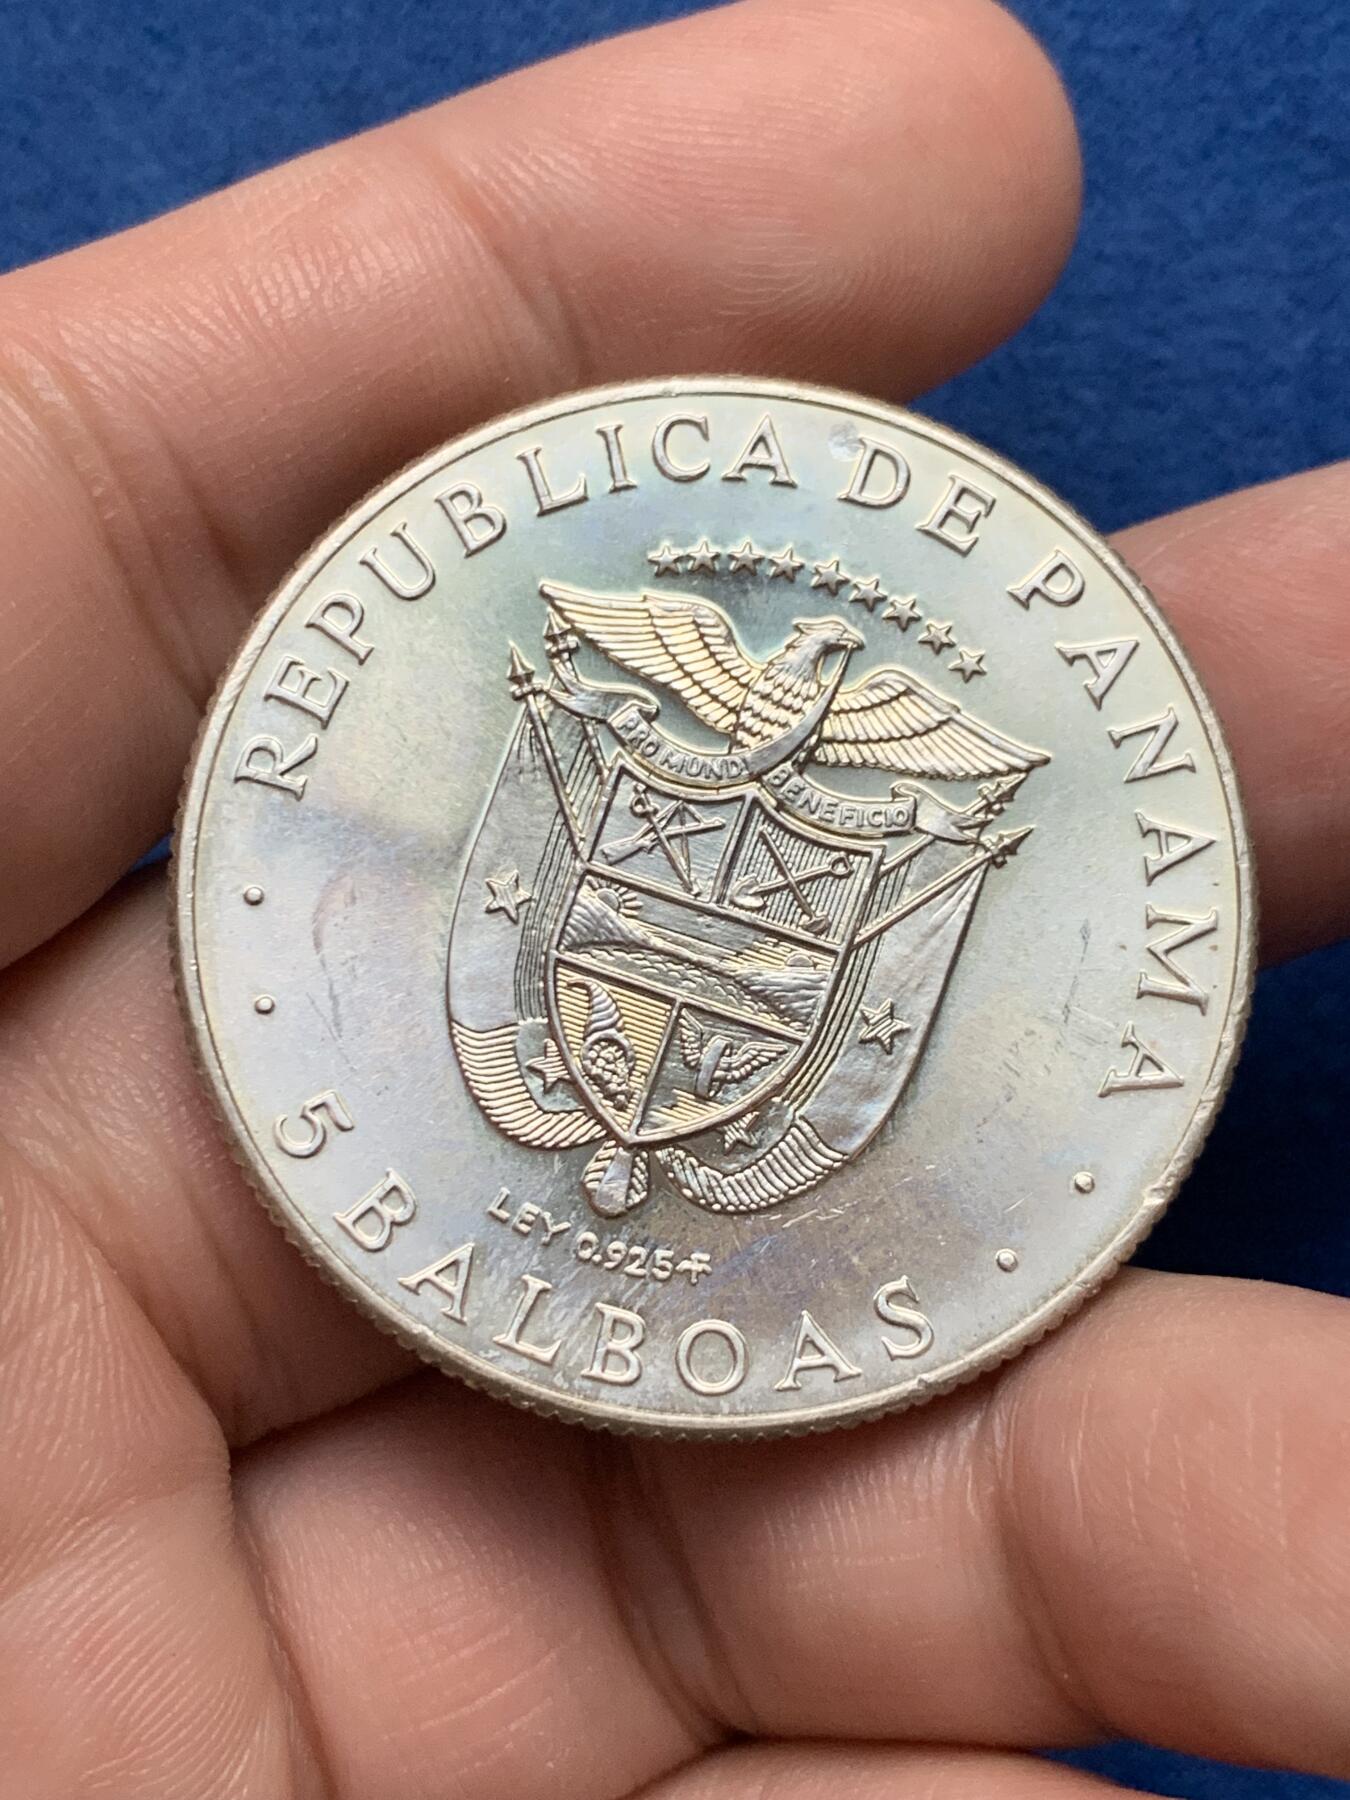 REPUBLICA DE PANAMA
PRO MUNDI BENEFICIO
LEY 0.925
5 BALBOAS